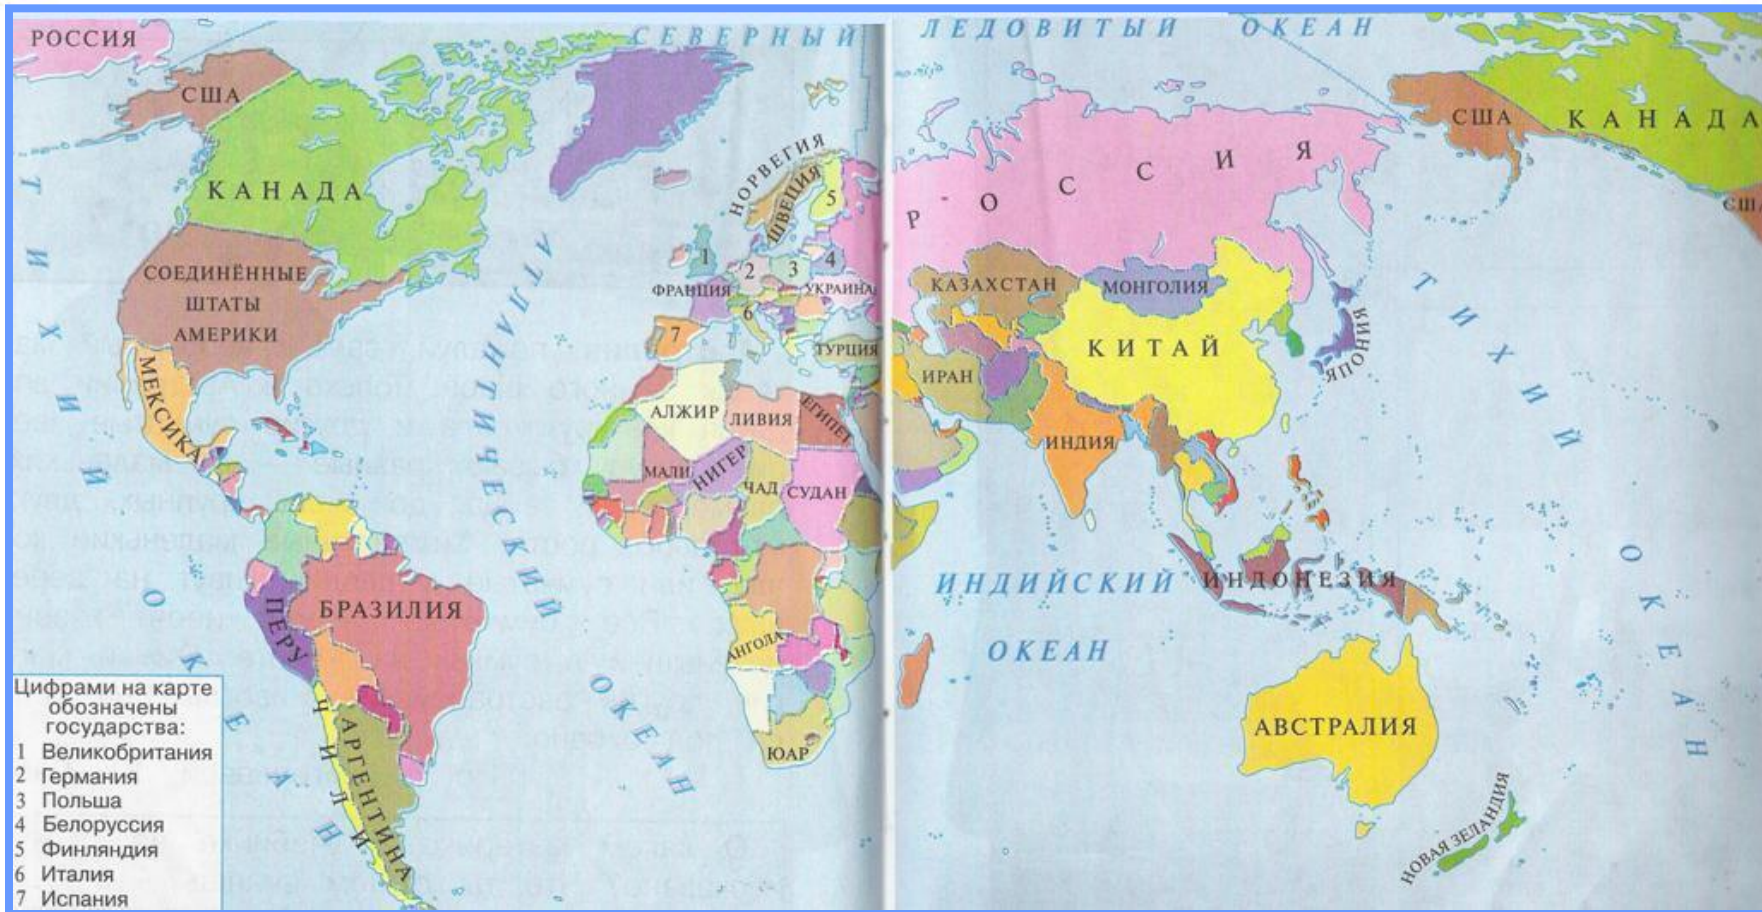 РОССИЯ
СЕВЕРНЫЙ ЛЕДОВИТЫЙ ОКЕАН
США
КАНАДА
СОЕДИНЁННЫЕ
ШТАТЫ
АМЕРИКИ
МЕКСИКА
ТИХИЙ ОКЕАН
БРАЗИЛИЯ
ПЕРУ
ЧИЛИ
АРГЕНТИНА
АТЛАНТИЧЕСКИЙ ОКЕАН
НОРВЕГИЯ
ШВЕЦИЯ
5
1
2
3
4
ФРАНЦИЯ
УКРАИНА
6
7
ТУРЦИЯ
АЛЖИР
ЛИВИЯ
ЕГИПЕТ
МАЛИ
НИГЕР
ЧАД
СУДАН
АНГОЛА
ЮАР
РОССИЯ
КАЗАХСТАН
МОНГОЛИЯ
КИТАЙ
ЯПОНИЯ
ИРАН
ИНДИЯ
ИНДИЙСКИЙ
ОКЕАН
ИНДОНЕЗИЯ
АВСТРАЛИЯ
НОВАЯ ЗЕЛАНДИЯ
США
КАНАДА
США
ТИХИЙ ОКЕАН
Цифрами на карте
обозначены
государства:
1 Великобритания
2 Германия
3 Польша
4 Белоруссия
5 Финляндия
6 Италия
7 Испания